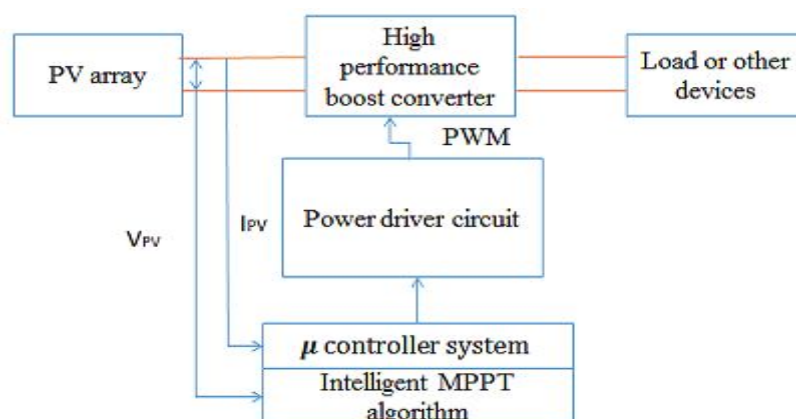 PV array
High
performance
boost converter
Load or other
devices
PWM
Power driver circuit
VPV
IPV
μ controller system
Intelligent MPPT
algorithm